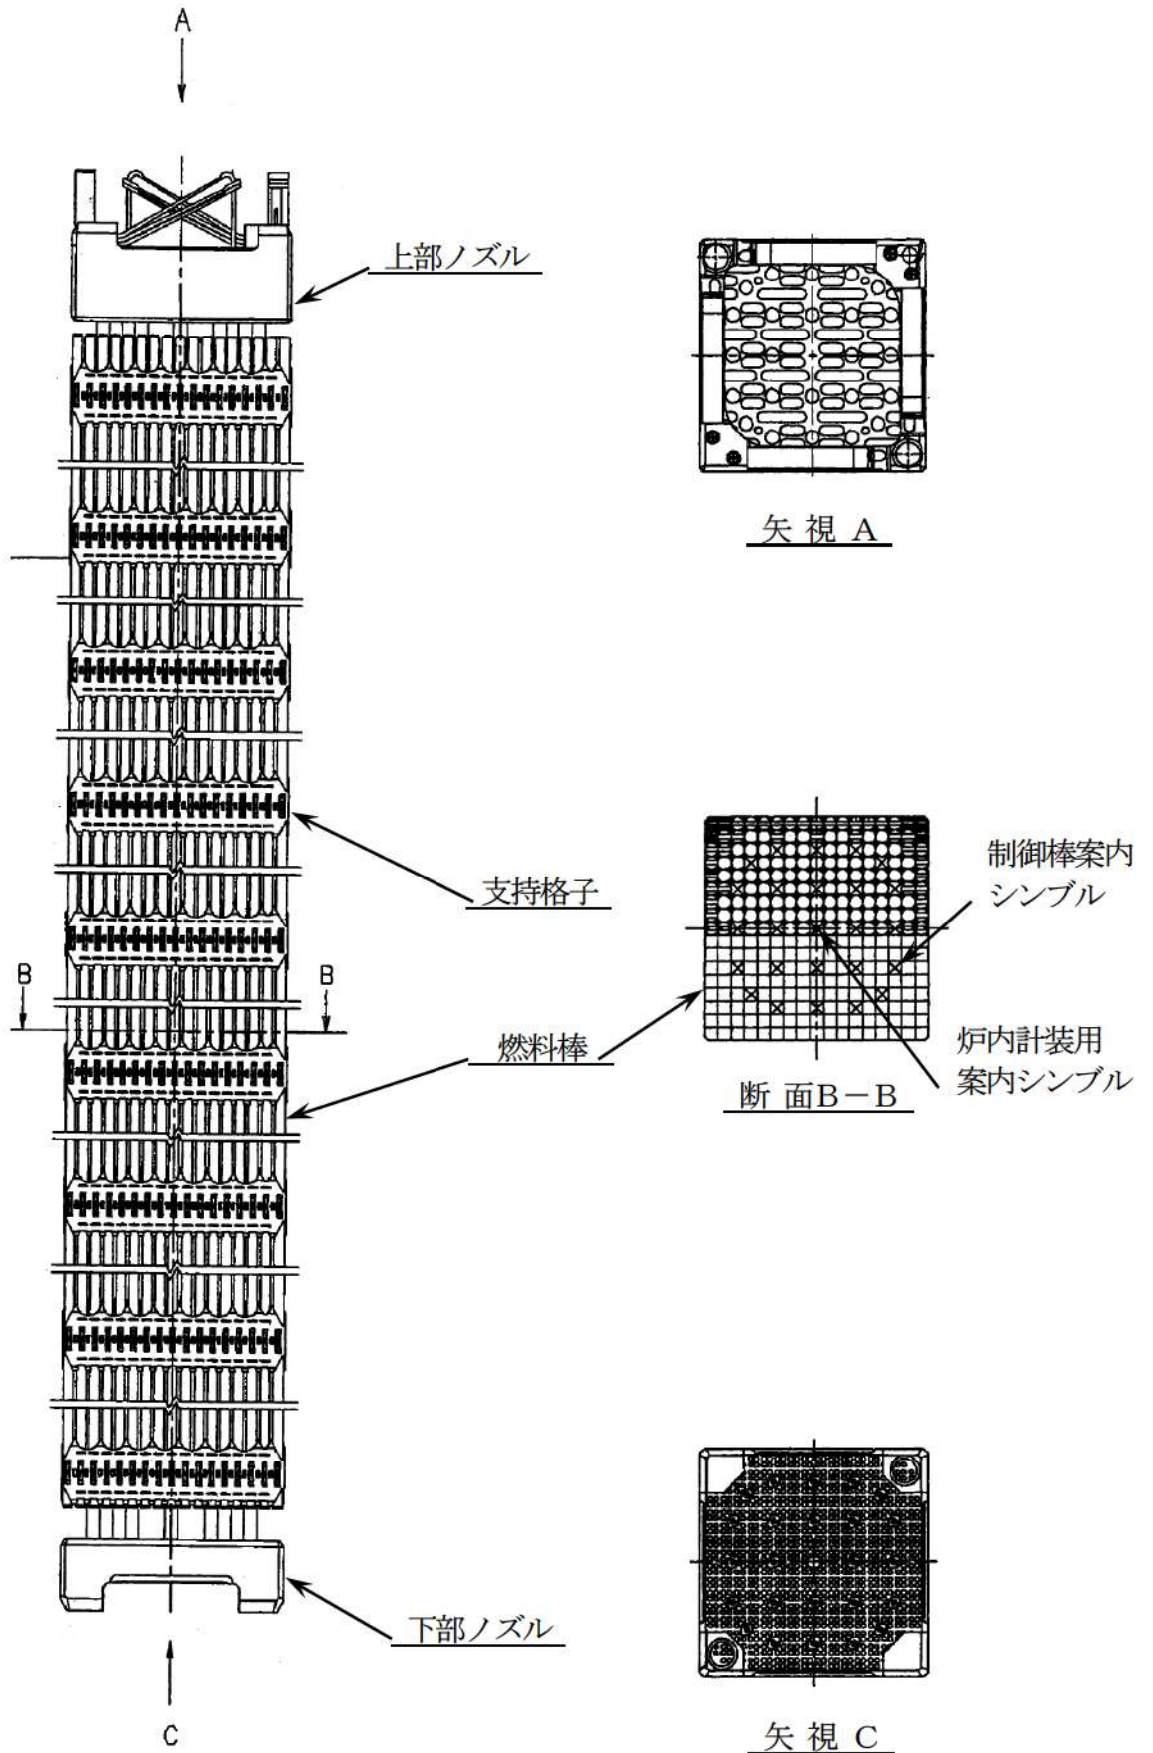 A
上部ノズル
矢視 A
支持格子
制御棒案内
シンブル
B
B
燃料棒
炉内計装用
案内シンブル
断面B－B
下部ノズル
C
矢視 C